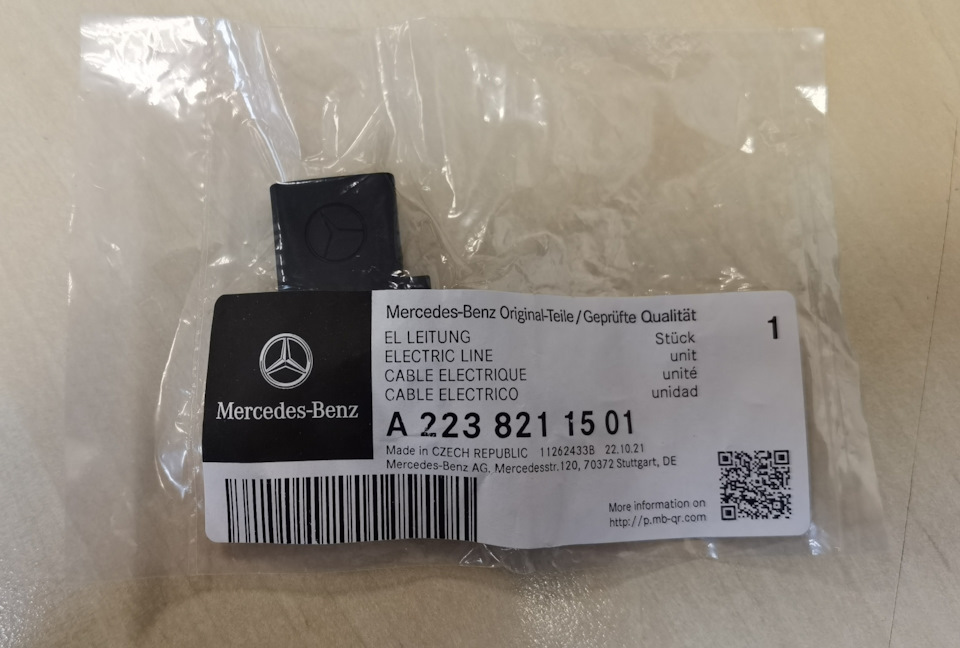 Mercedes-Benz
Mercedes-Benz Original-Teile/Geprüfte Qualität
EL LEITUNG Stück 1
ELECTRIC LINE unit
CABLE ELECTRIQUE unité
CABLE ELECTRICO unidad
A 223 821 15 01
Made in CZECH REPUBLIC 11262433B 22.10.21
Mercedes-Benz AG, Mercedesstr.120, 70372 Stuttgart, DE
More information on
http://p.mb-qr.com